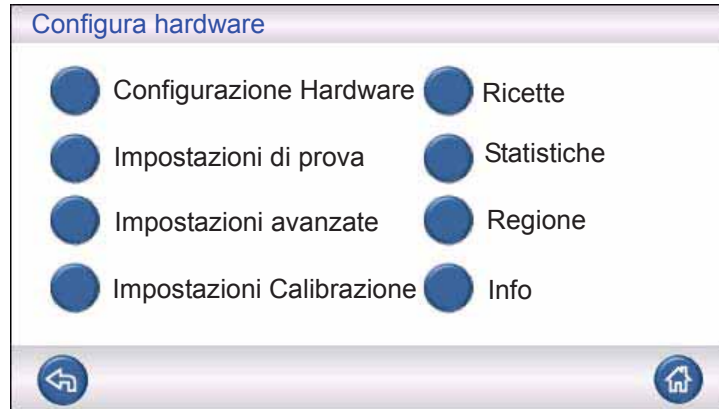 Configura hardware
Configurazione Hardware
Ricette
Impostazioni di prova
Statistiche
Impostazioni avanzate
Regione
Impostazioni Calibrazione
Info